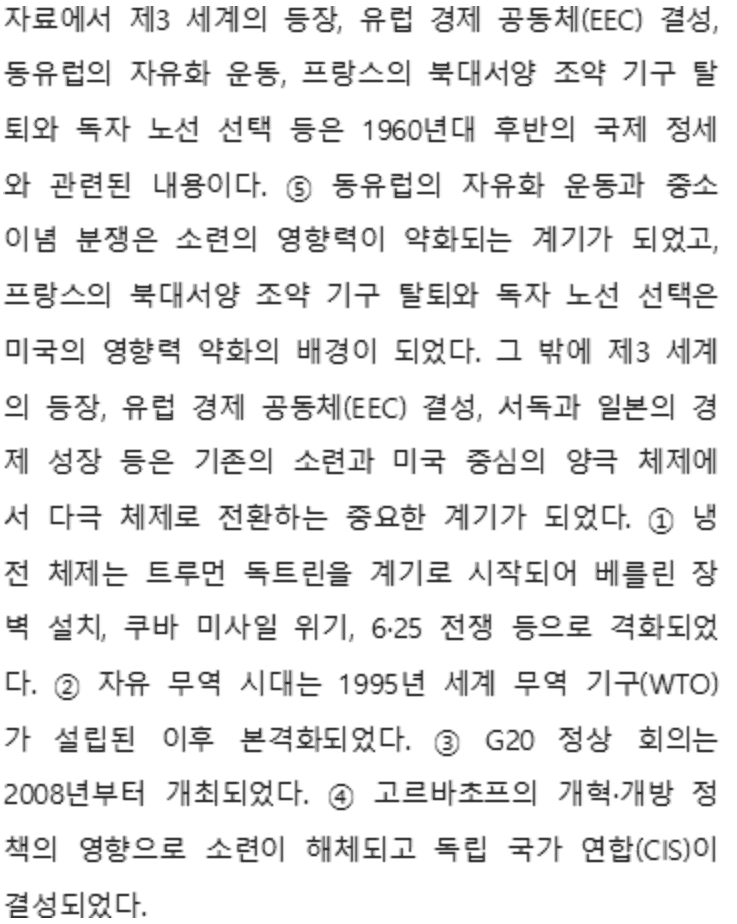 자료에서 제3 세계의 등장, 유럽 경제 공동체(EEC) 결성,
동유럽의 자유화 운동, 프랑스의 북대서양 조약 기구 탈
퇴와 독자 노선 선택 등은 1960년대 후반의 국제 정세
와 관련된 내용이다. ⑤ 동유럽의 자유화 운동과 중소
이념 분쟁은 소련의 영향력이 약화되는 계기가 되었고,
프랑스의 북대서양 조약 기구 탈퇴와 독자 노선 선택은
미국의 영향력 약화의 배경이 되었다. 그 밖에 제3 세계
의 등장, 유럽 경제 공동체(EEC) 결성, 서독과 일본의 경
제 성장 등은 기존의 소련과 미국 중심의 양극 체제에
서 다극 체제로 전환하는 중요한 계기가 되었다. ① 냉
전 체제는 트루먼 독트린을 계기로 시작되어 베를린 장
벽 설치, 쿠바 미사일 위기, 6·25 전쟁 등으로 격화되었
다. ② 자유 무역 시대는 1995년 세계 무역 기구(WTO)
가 설립된 이후 본격화되었다. ③ G20 정상 회의는
2008년부터 개최되었다. ④ 고르바초프의 개혁·개방 정
책의 영향으로 소련이 해체되고 독립 국가 연합(CIS)이
결성되었다.